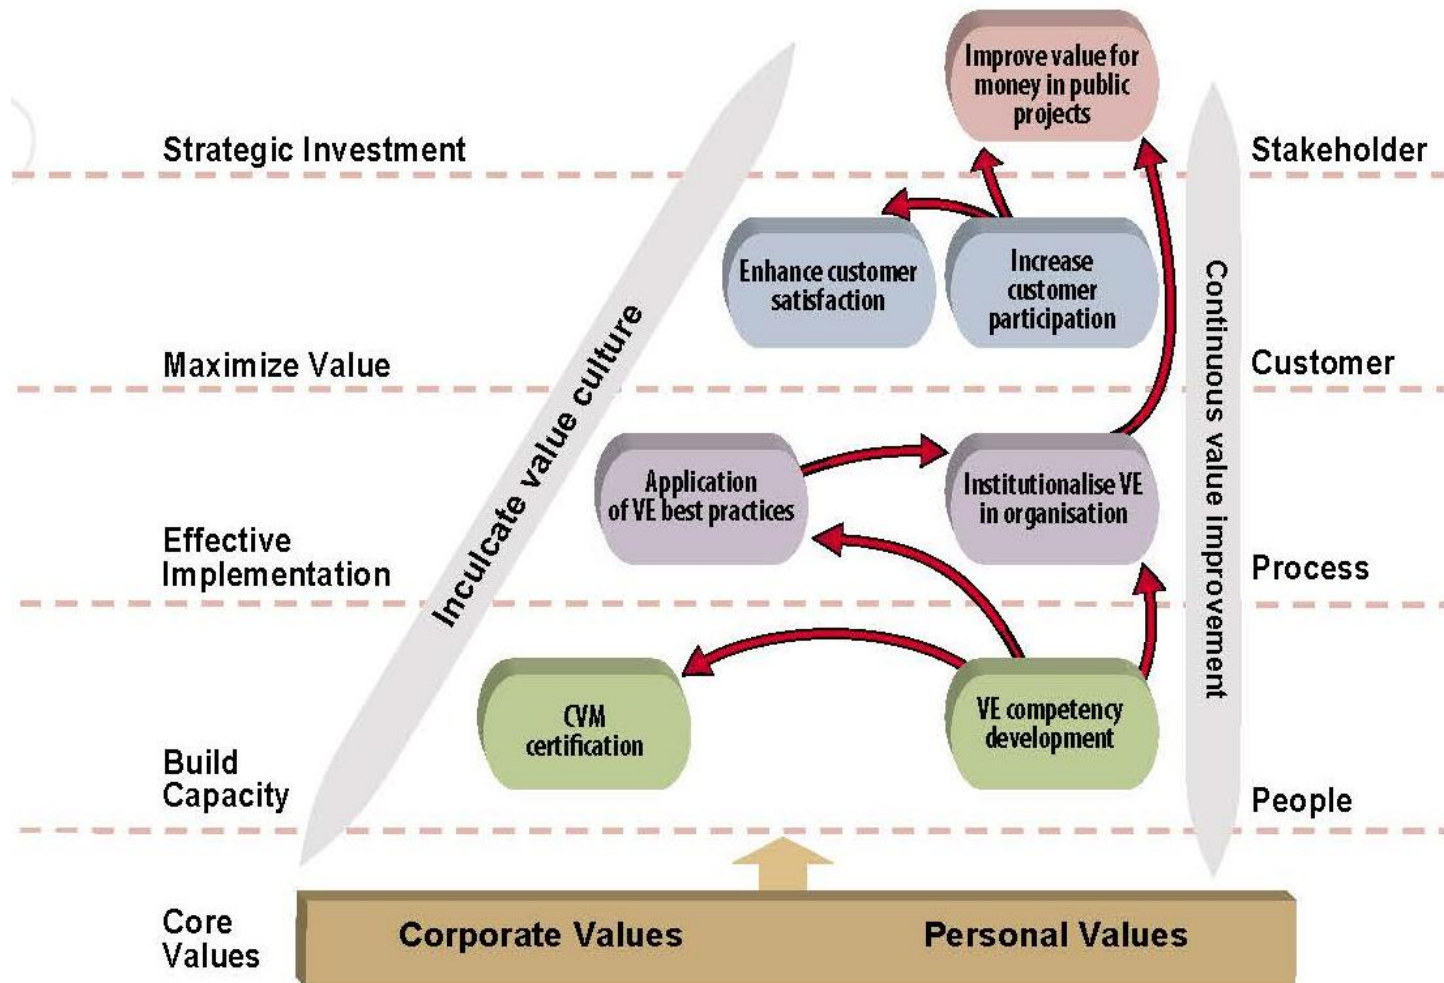 Improve value for
money in public
projects
Strategic Investment
Stakeholder
Enhance customer
satisfaction
Increase
customer
participation
Maximize Value
Customer
Inculcate value culture
Continuous value improvement
Application
of VE best practices
Institutionalise VE
in organisation
Effective
Implementation
Process
CVM
certification
VE competency
development
Build
Capacity
People
Core
Values
Corporate Values
Personal Values